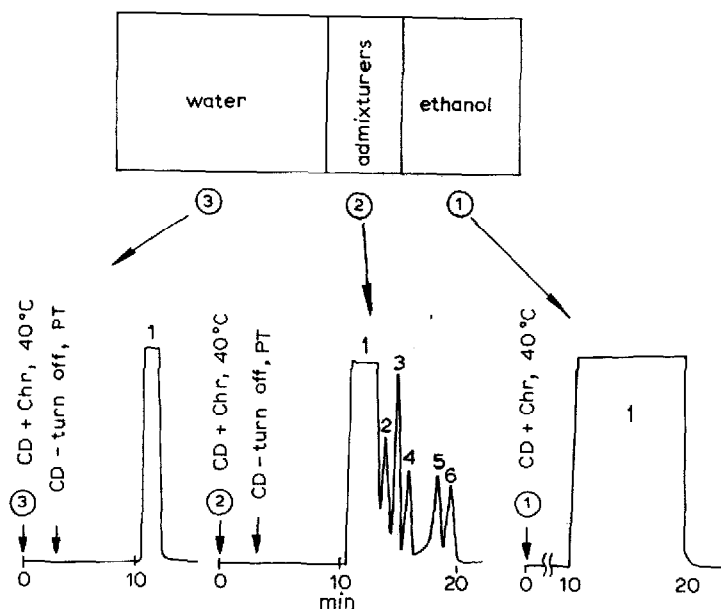 water
admixturers
ethanol
③
②
①
③ CD + Chr, 40°C
CD - turn off, PT
1
② CD + Chr, 40°C
CD - turn off, PT
1
2
3
4
5
6
① CD + Chr, 40°C
1
0
10
0
10
20
0
10
20
min